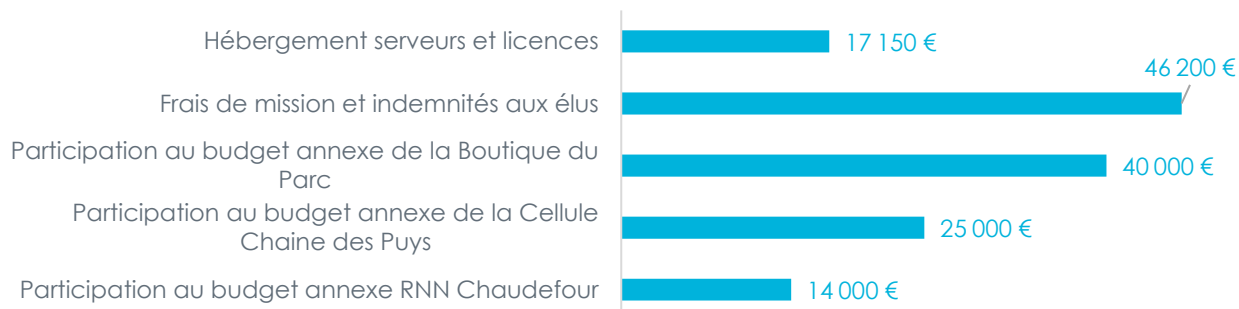 Hébergement serveurs et licences
17 150 €
46 200 €
Frais de mission et indemnités aux élus
Participation au budget annexe de la Boutique du
Parc
40 000 €
Participation au budget annexe de la Cellule
Chaine des Puys
25 000 €
Participation au budget annexe RNN Chaudefour
14 000 €